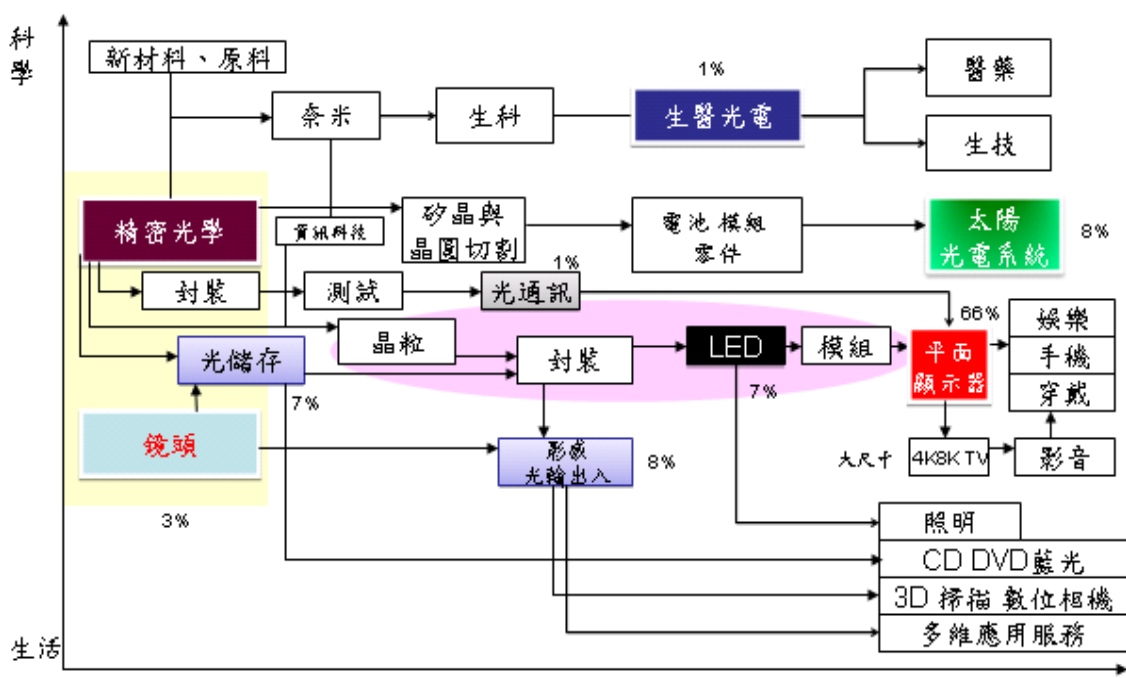 科
學
新材料、原料
奈米
生科
1%
生醫光電
醫藥
生技
精密光學
資訊科技
矽晶與
晶圓切割
電池模組
零件
太陽
光電系統
8%
封裝
測試
1%
光通訊
66%
晶粒
封裝
LED
模組
平面
顯示器
娛樂
手機
穿戴
光儲存
7%
7%
鏡頭
影感
光輸出入
8%
大尺寸
4K8K TV
影音
3%
照明
CD DVD藍光
3D 掃描 數位相機
多維應用服務
生活